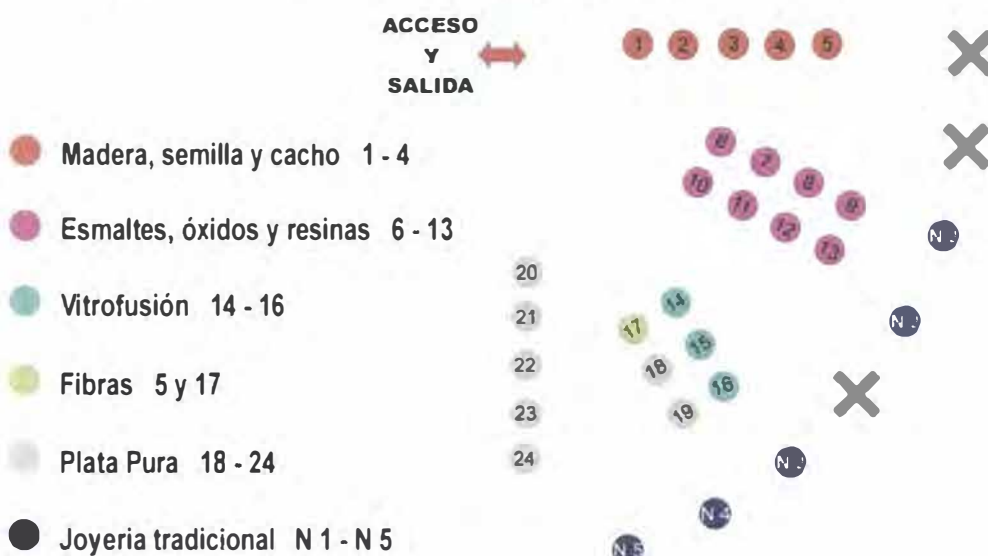 ACCESO
Y
SALIDA
1 2 3 4 5
Madera, semilla y cacho 1 - 4
6 7 8 9
10 11 12 13
Esmaltes, óxidos y resinas 6 - 13
20
21
22
23
24
Vitrofusión 14 - 16
14
15
16
17
18
19
Fibras 5 y 17
Plata Pura 18 - 24
Joyeria tradicional N 1 - N 5
N
N
N
N 4
N 5